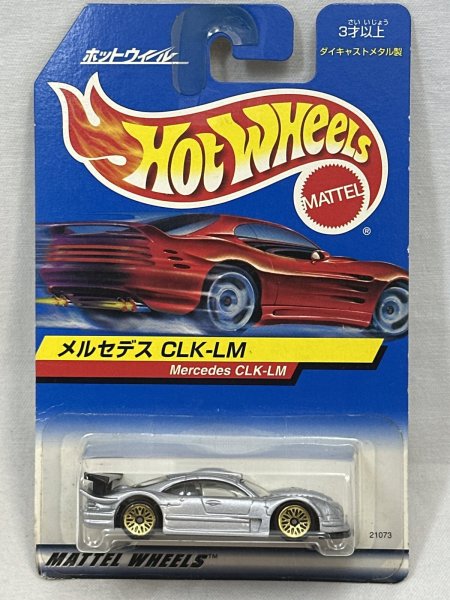 ホットウィール
さい いじょう
3才以上
ダイキャストメタル製
HOT WHEELS
MATTEL
®
メルセデス CLK-LM
Mercedes CLK-LM
21073
MATTEL WHEELS™